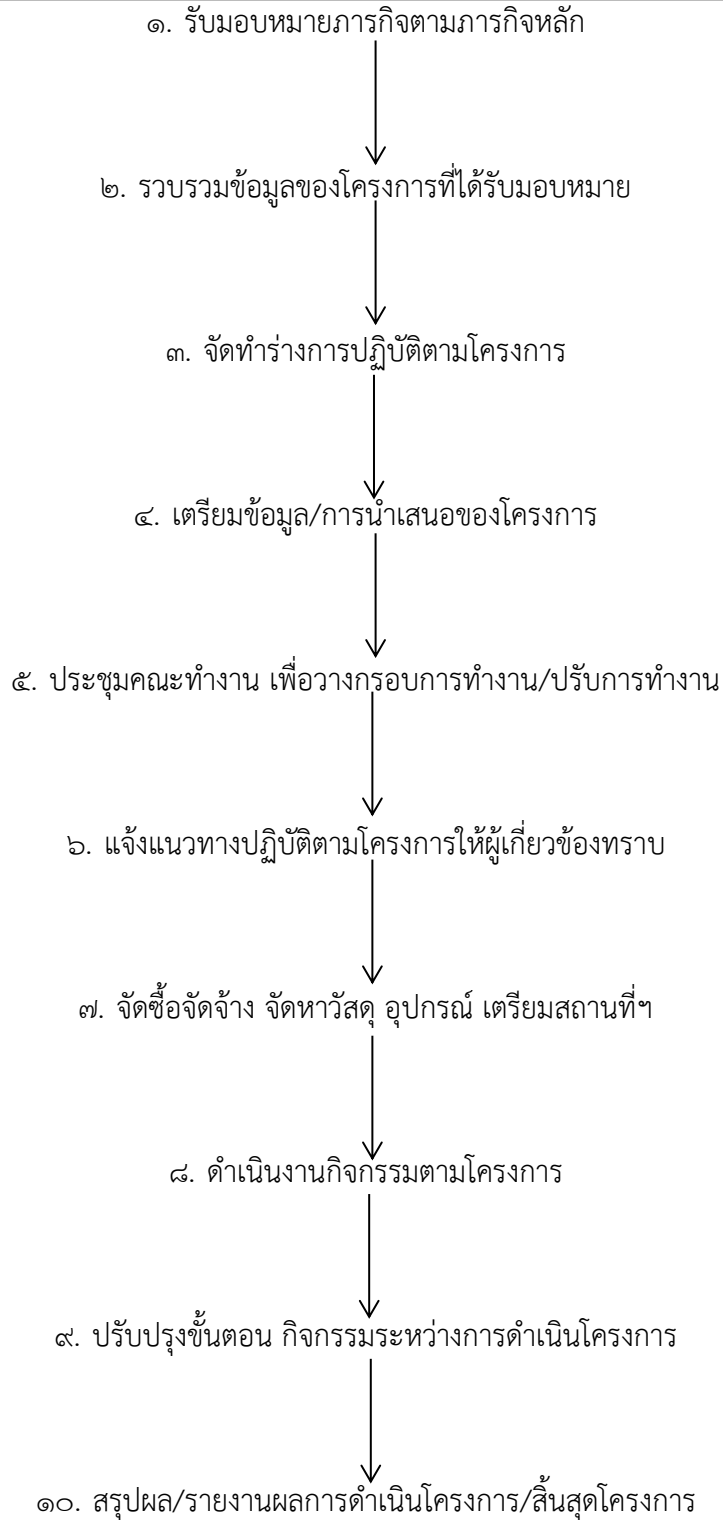 ๑. รับมอบหมายภารกิจตามภารกิจหลัก
๒. รวบรวมข้อมูลของโครงการที่ได้รับมอบหมาย
๓. จัดทำร่างการปฏิบัติตามโครงการ
๔. เตรียมข้อมูล/การนำเสนอของโครงการ
๕. ประชุมคณะทำงาน เพื่อวางกรอบการทำงาน/ปรับการทำงาน
๖. แจ้งแนวทางปฏิบัติตามโครงการให้ผู้เกี่ยวข้องทราบ
๗. จัดซื้อจัดจ้าง จัดหาวัสดุ อุปกรณ์ เตรียมสถานที่ฯ
๘. ดำเนินงานกิจกรรมตามโครงการ
๙. ปรับปรุงขั้นตอน กิจกรรมระหว่างการดำเนินโครงการ
๑๐. สรุปผล/รายงานผลการดำเนินโครงการ/สิ้นสุดโครงการ